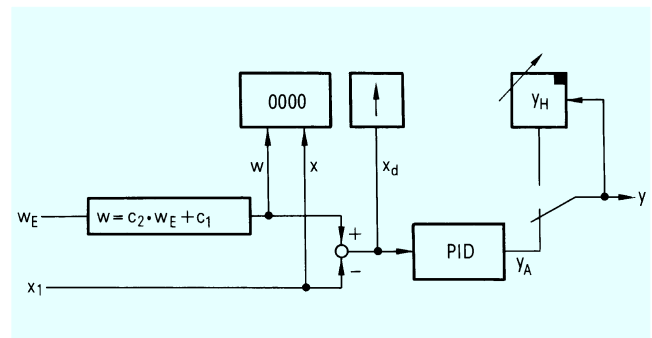 0000
y_H
w
x
x_d
w_E
w = c_2 · w_E + c_1
+
y
PID
−
y_A
x_1